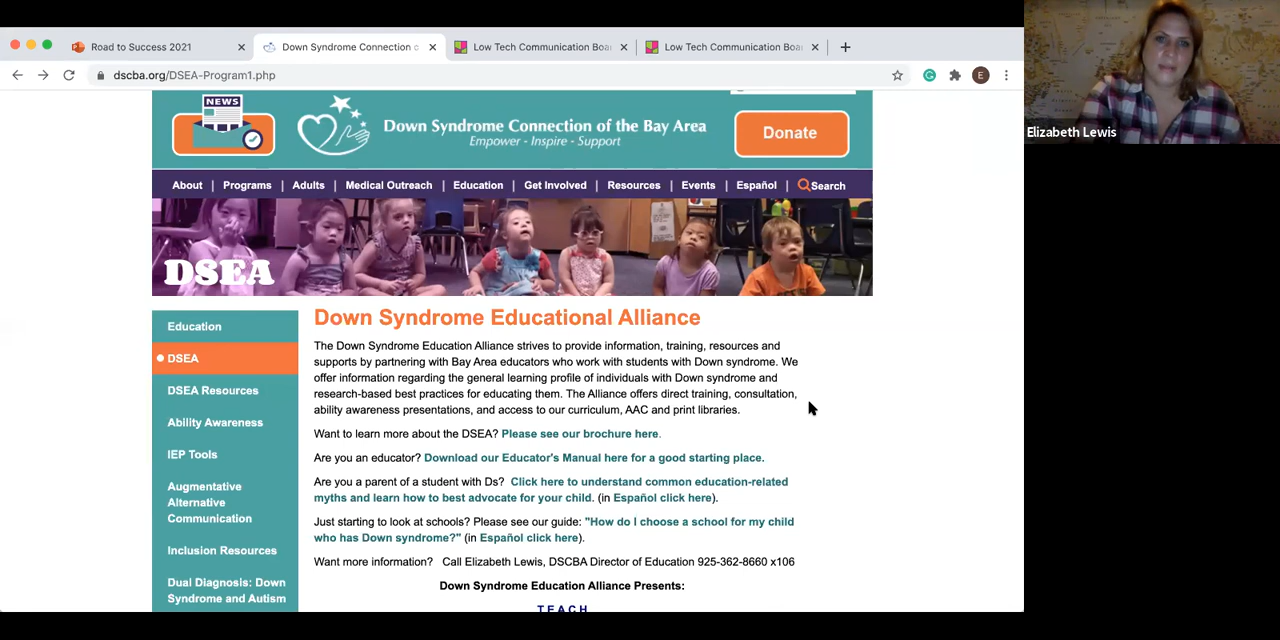 Road to Success 2021
Down Syndrome Connection o
Low Tech Communication Boa
Low Tech Communication Boa
dscba.org/DSEA-Program1.php
E
Elizabeth Lewis
NEWS
Down Syndrome Connection of the Bay Area
Empower - Inspire - Support
Donate
About | Programs | Adults | Medical Outreach | Education | Get Involved | Resources | Events | Español | Search
DSEA
Education
DSEA
DSEA Resources
Ability Awareness
IEP Tools
Augmentative
Alternative
Communication
Inclusion Resources
Dual Diagnosis: Down
Syndrome and Autism
Down Syndrome Educational Alliance
The Down Syndrome Education Alliance strives to provide information, training, resources and
supports by partnering with Bay Area educators who work with students with Down syndrome. We
offer information regarding the general learning profile of individuals with Down syndrome and
research-based best practices for educating them. The Alliance offers direct training, consultation,
ability awareness presentations, and access to our curriculum, AAC and print libraries.
Want to learn more about the DSEA? Please see our brochure here.
Are you an educator? Download our Educator's Manual here for a good starting place.
Are you a parent of a student with Ds? Click here to understand common education-related
myths and learn how to best advocate for your child. (in Español click here).
Just starting to look at schools? Please see our guide: "How do I choose a school for my child
who has Down syndrome?" (in Español click here).
Want more information? Call Elizabeth Lewis, DSCBA Director of Education 925-362-8660 x106
Down Syndrome Education Alliance Presents:
T E A C H